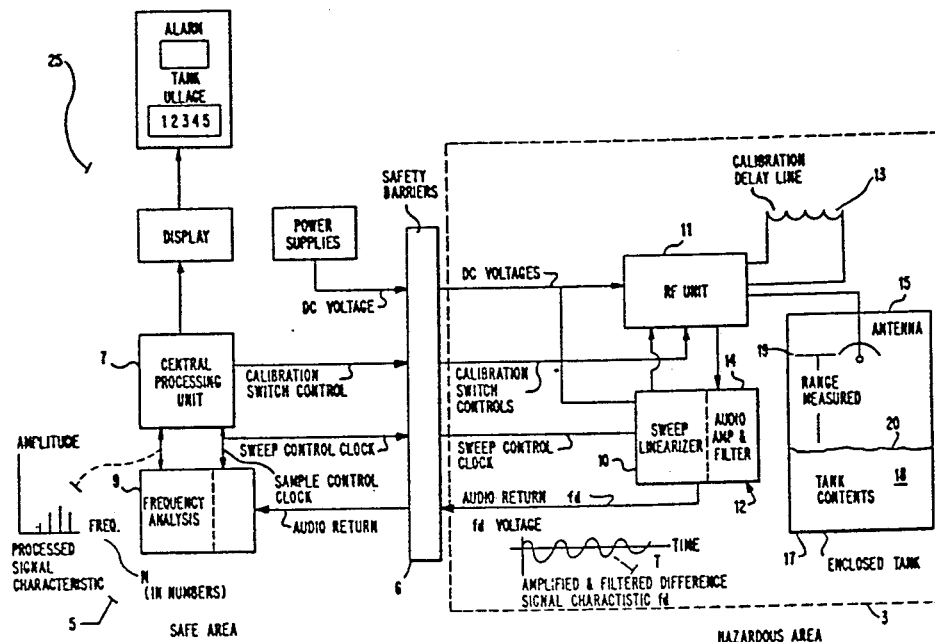 25
ALARM
TANK
ULLAGE
12345
DISPLAY
POWER
SUPPLIES
DC VOLTAGE
SAFETY
BARRIERS
7
CENTRAL
PROCESSING
UNIT
CALIBRATION
SWITCH CONTROL
SWEEP CONTROL CLOCK
SAMPLE CONTROL
CLOCK
AMPLITUDE
9
FREQUENCY
ANALYSIS
AUDIO RETURN
FREQ.
PROCESSED
SIGNAL
CHARACTERISTIC
N
(IN NUMBERS)
5
SAFE AREA
6
DC VOLTAGES
11
RF UNIT
CALIBRATION
DELAY LINE
13
CALIBRATION
SWITCH
CONTROLS
SWEEP CONTROL
CLOCK
10
SWEEP
LINEARIZER
14
AUDIO AMP &
FILTER
12
AUDIO RETURN fd
fd VOLTAGE
TIME
T
AMPLIFIED & FILTERED DIFFERENCE
SIGNAL CHARACTISTIC fd
15
ANTENNA
19
RANGE
MEASURED
20
TANK
CONTENTS
18
17
ENCLOSED TANK
3
HAZARDOUS AREA